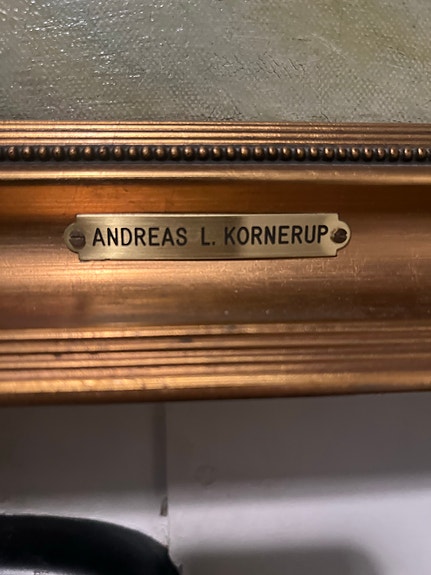 ANDREAS L. KORNERUP